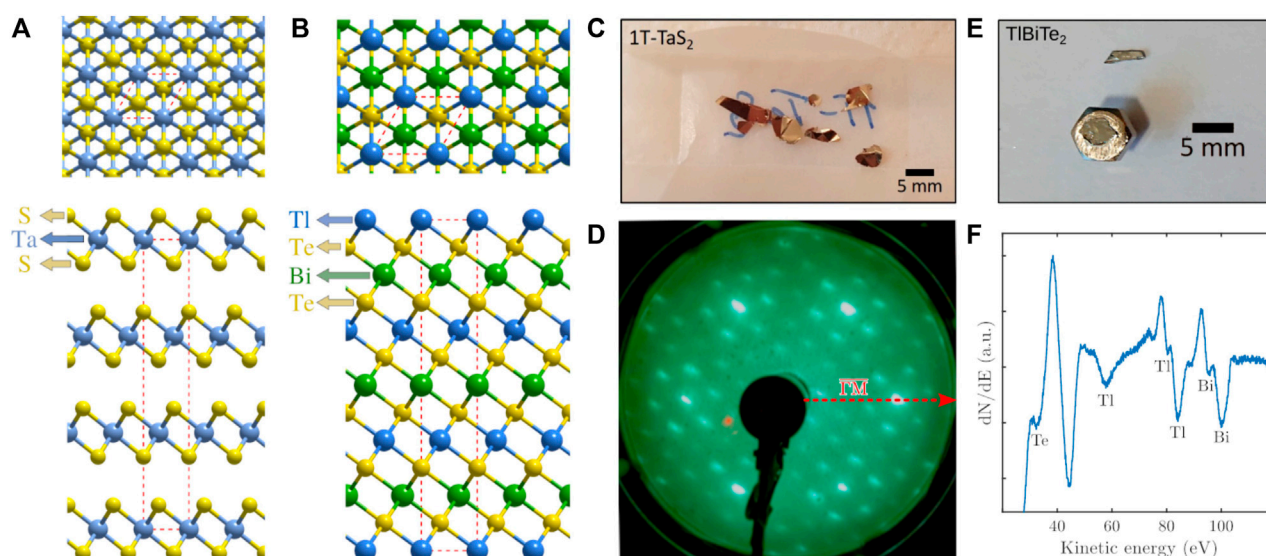 A
S
Ta
S
B
Tl
Te
Bi
Te
C
1T-TaS₂
5 mm
D
ΓM
E
TlBiTe₂
5 mm
F
dN/dE (a.u.)
Te
Tl
Tl
Tl
Bi
Bi
40
60
80
100
Kinetic energy (eV)